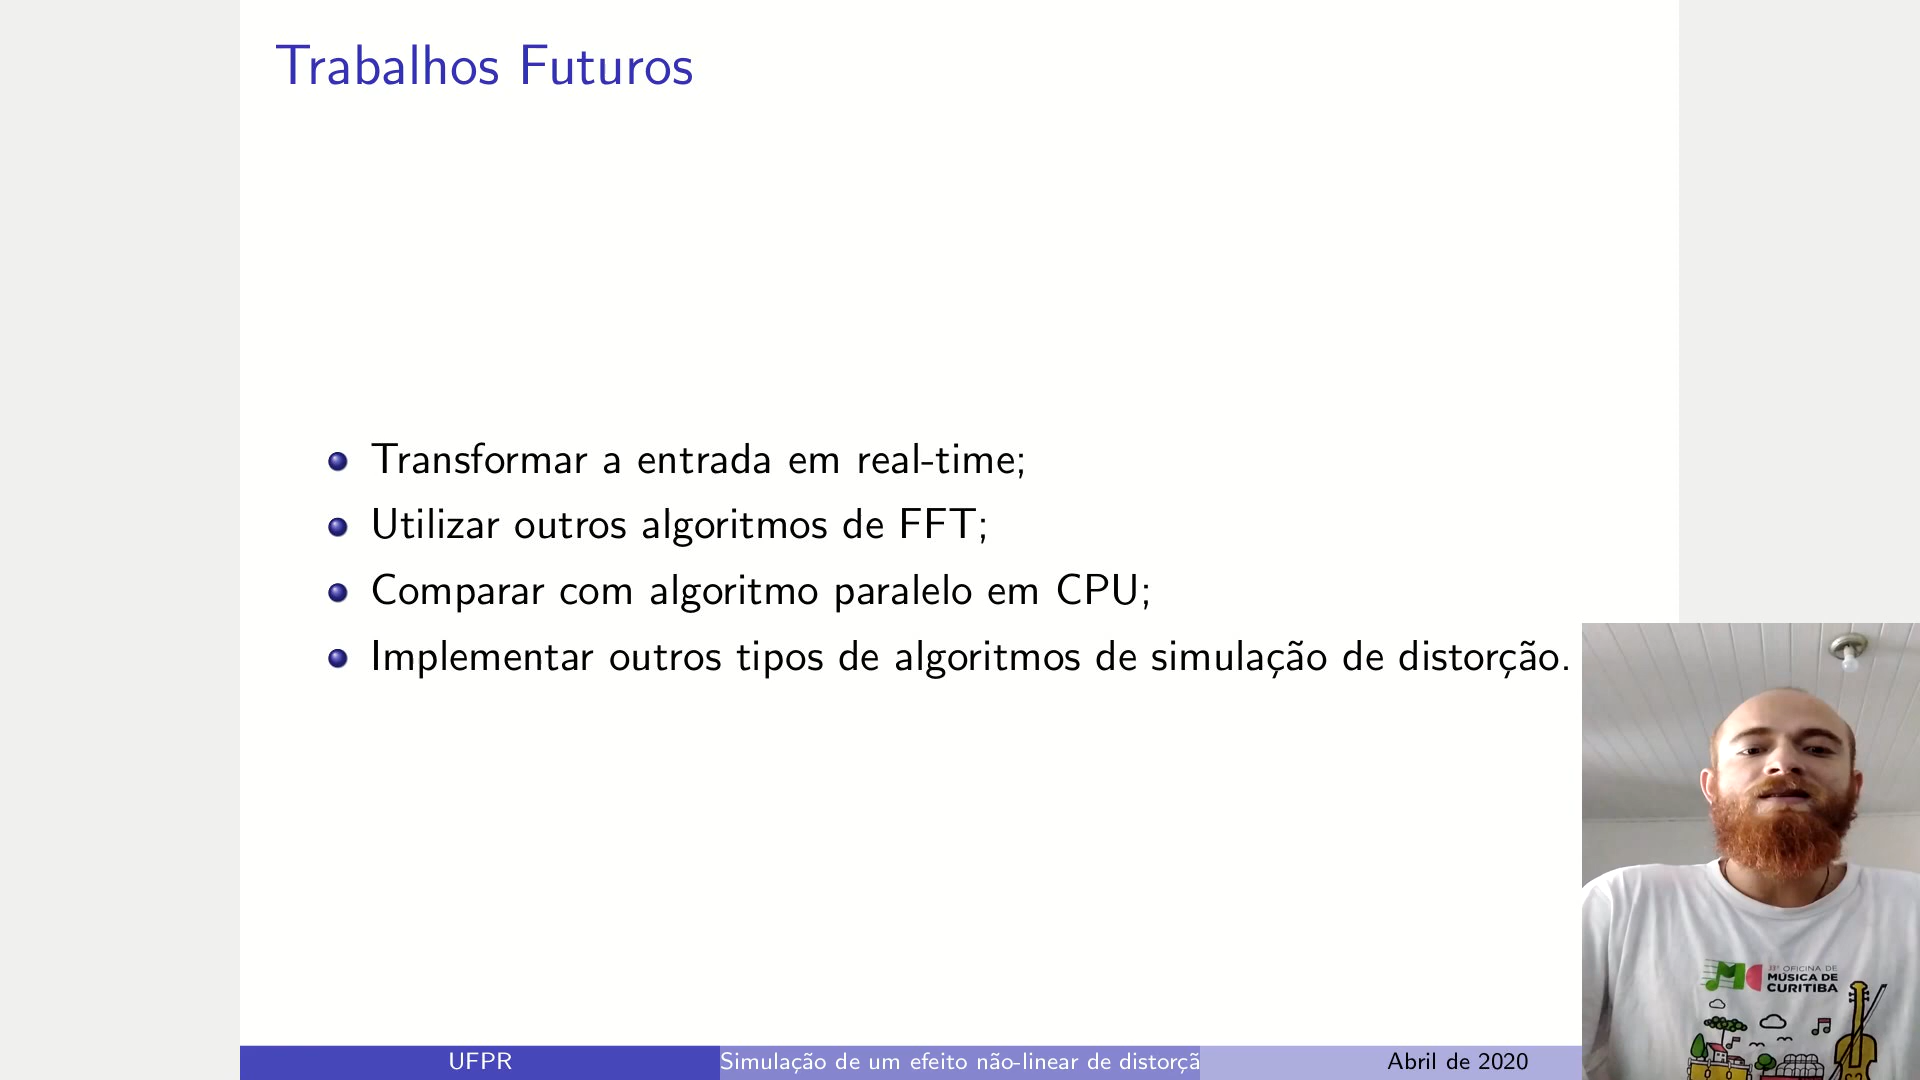 Trabalhos Futuros
Transformar a entrada em real-time;
Utilizar outros algoritmos de FFT;
Comparar com algoritmo paralelo em CPU;
Implementar outros tipos de algoritmos de simulação de distorção.
33ª OFICINA DE
MÚSICA DE
CURITIBA
UFPR
Simulação de um efeito não-linear de distorçã
Abril de 2020